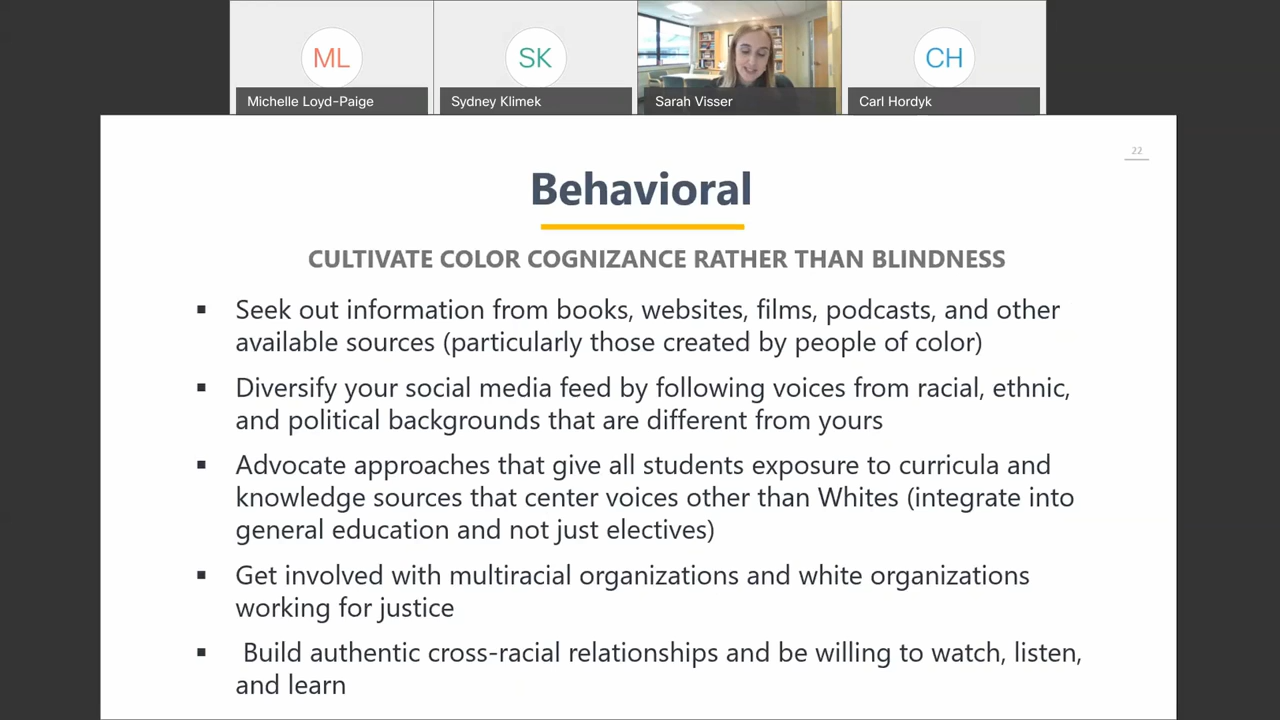 ML
SK
CH
Michelle Loyd-Paige
Sydney Klimek
Sarah Visser
Carl Hordyk
22
Behavioral
CULTIVATE COLOR COGNIZANCE RATHER THAN BLINDNESS
▪ Seek out information from books, websites, films, podcasts, and other
available sources (particularly those created by people of color)
▪ Diversify your social media feed by following voices from racial, ethnic,
and political backgrounds that are different from yours
▪ Advocate approaches that give all students exposure to curricula and
knowledge sources that center voices other than Whites (integrate into
general education and not just electives)
▪ Get involved with multiracial organizations and white organizations
working for justice
▪ Build authentic cross-racial relationships and be willing to watch, listen,
and learn